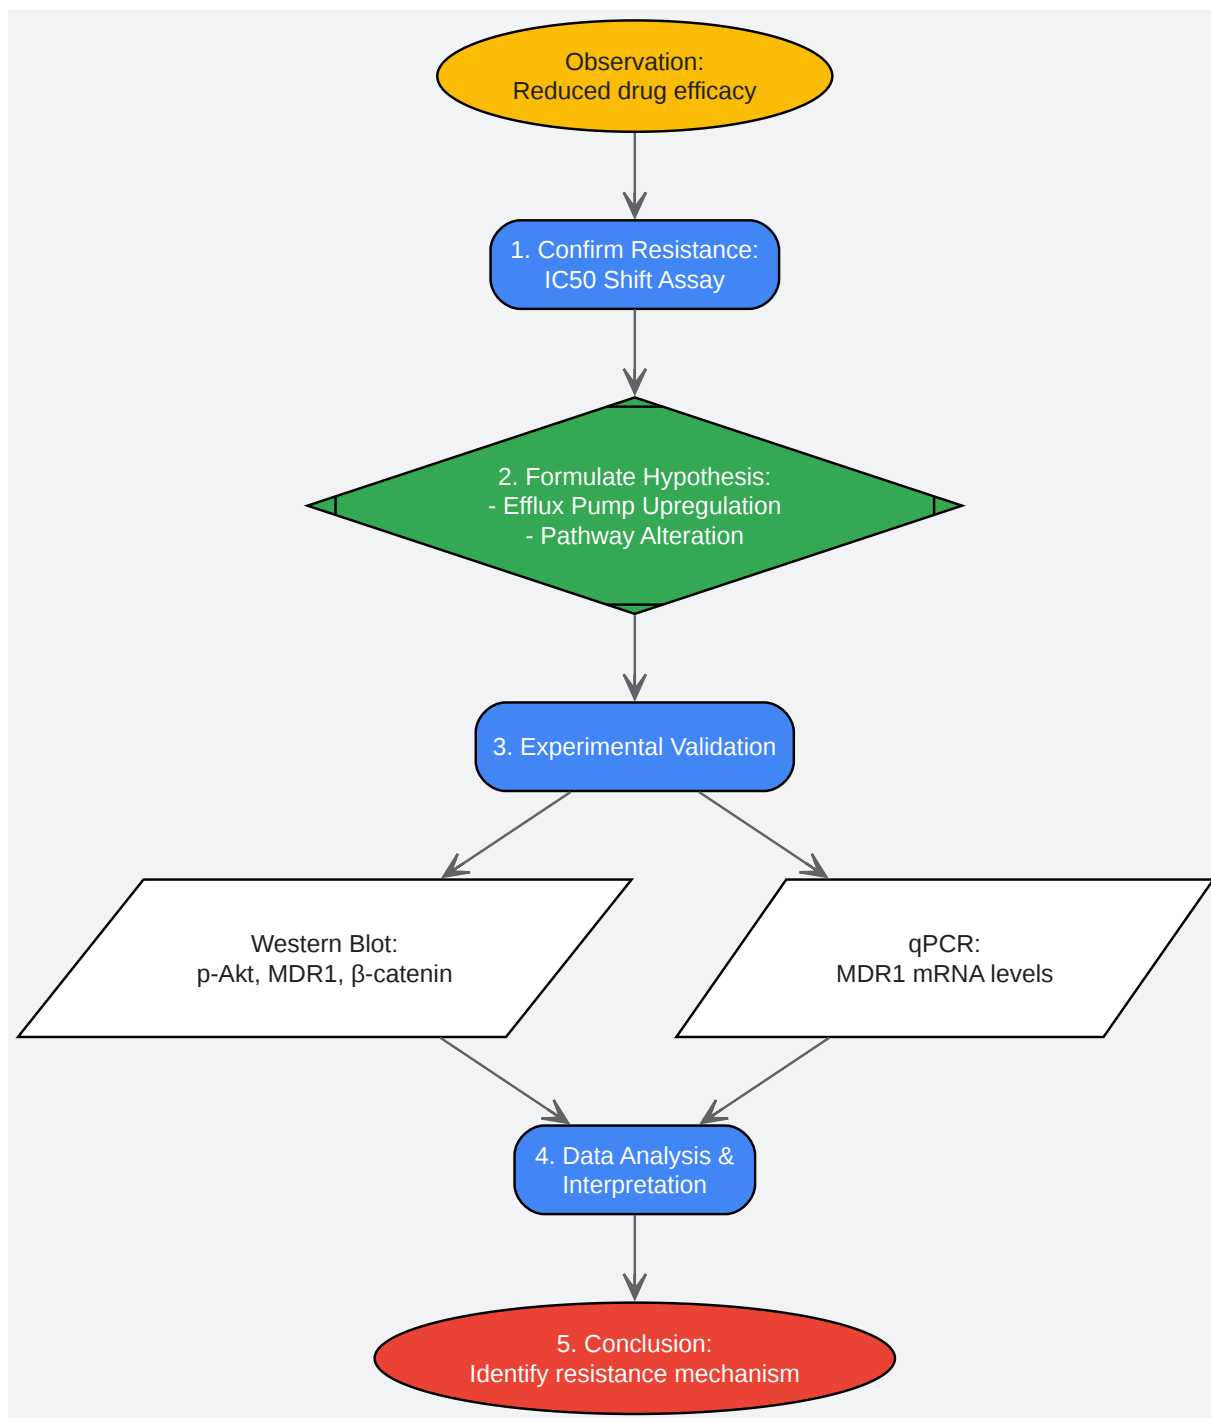 Observation:
Reduced drug efficacy
1. Confirm Resistance:
IC50 Shift Assay
2. Formulate Hypothesis:
- Efflux Pump Upregulation
- Pathway Alteration
3. Experimental Validation
Western Blot:
p-Akt, MDR1, β-catenin
qPCR:
MDR1 mRNA levels
4. Data Analysis &
Interpretation
5. Conclusion:
Identify resistance mechanism